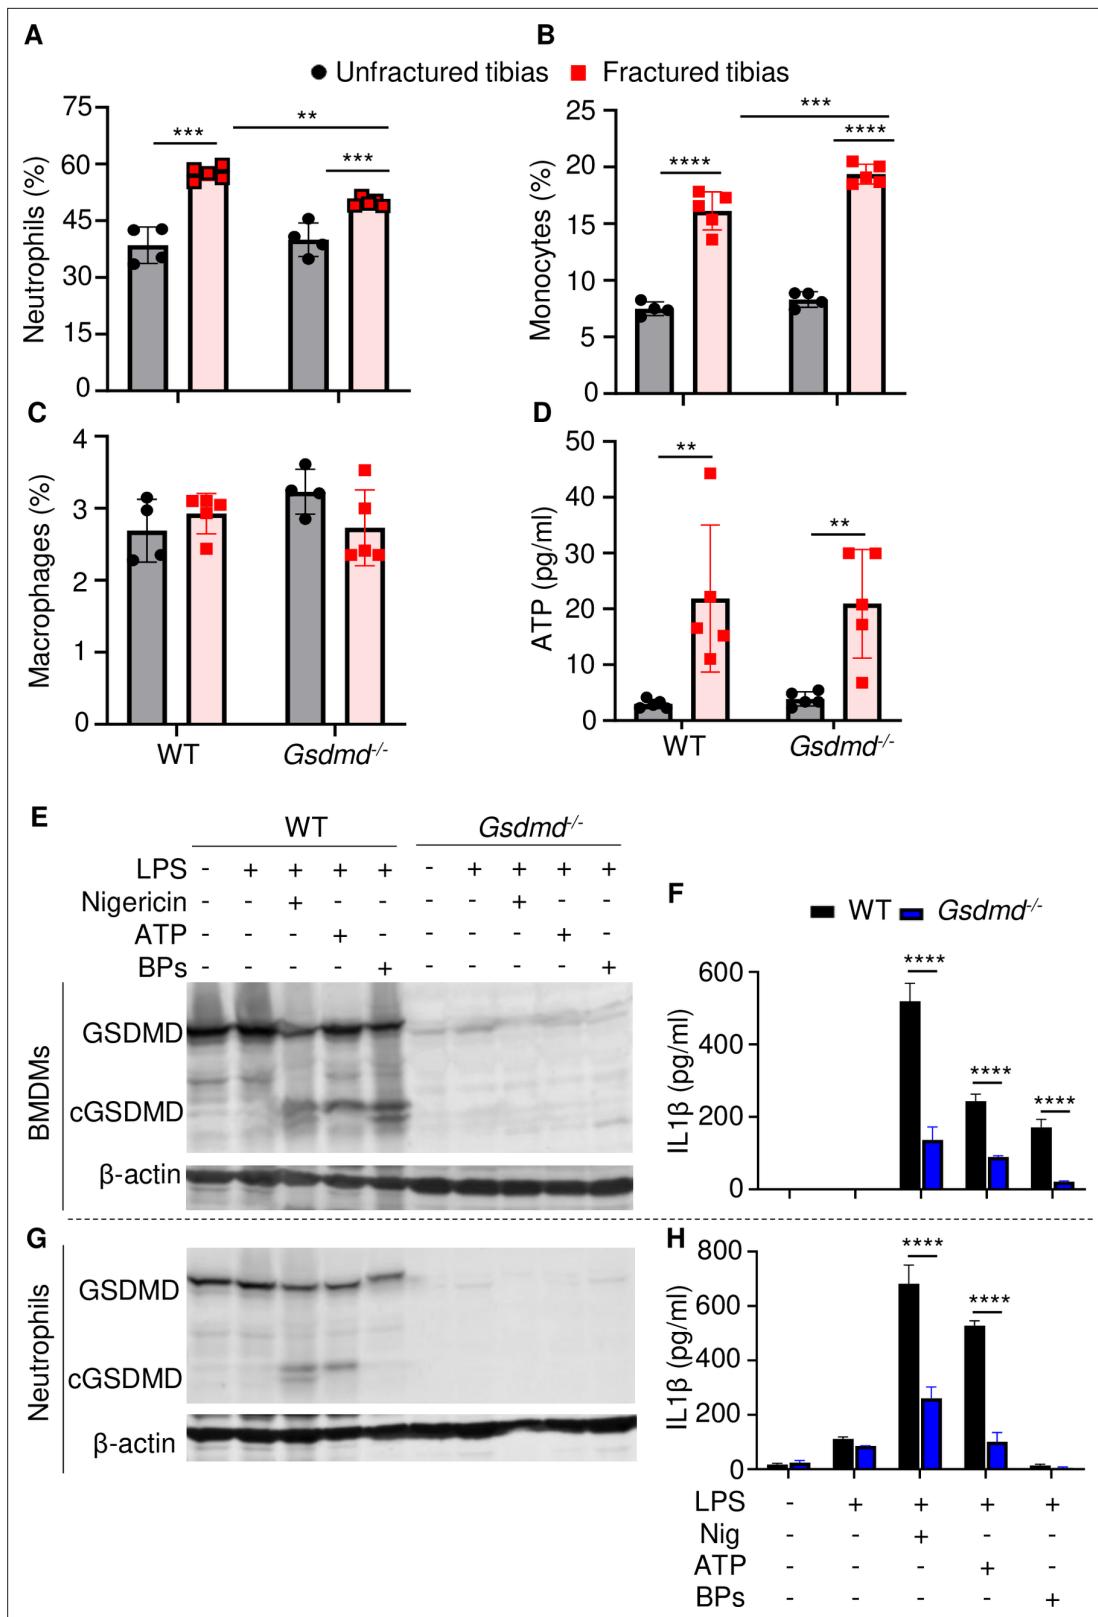 A
B
● Unfractured tibias ■ Fractured tibias
Neutrophils (%)
75
60
45
30
15
0
***
**
***
Monocytes (%)
25
20
15
10
5
0
****
***
****
C
D
Macrophages (%)
4
3
2
1
0
WT
Gsdmd-/-
ATP (pg/ml)
50
40
30
20
10
0
**
**
WT
Gsdmd-/-
E
WT Gsdmd-/-
LPS - + + + + - + + + +
Nigericin - - + - - - - + - -
ATP - - - + - - - - + -
BPs - - - - + - - - - +
BMDMs
GSDMD
cGSDMD
β-actin
F
WT Gsdmd-/-
IL1β (pg/ml)
600
400
200
0
****
****
****
G
Neutrophils
GSDMD
cGSDMD
β-actin
H
IL1β (pg/ml)
800
600
400
200
0
****
****
LPS - + + + +
Nig - - + - -
ATP - - - + -
BPs - - - - +